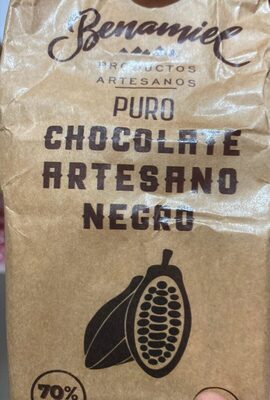 Benamiel
PRODUCTOS
ARTESANOS
PURO
CHOCOLATE
ARTESANO
NEGRO
70%